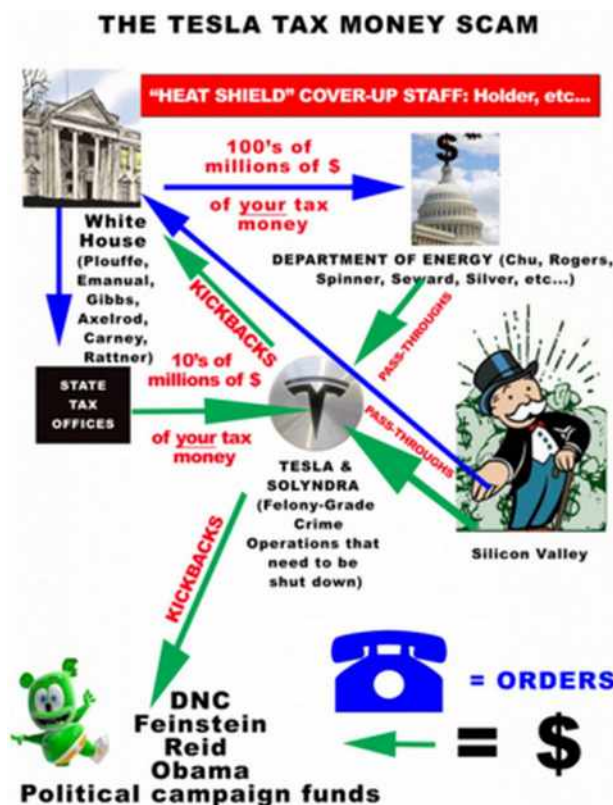 THE TESLA TAX MONEY SCAM
“HEAT SHIELD” COVER-UP STAFF: Holder, etc...
100's of
millions of $
of your tax
money
$
White
House
(Plouffe,
Emanual,
Gibbs,
Axelrod,
Carney,
Rattner)
DEPARTMENT OF ENERGY (Chu, Rogers,
Spinner, Seward, Silver, etc...)
KICKBACKS
PASS-THROUGHS
STATE
TAX
OFFICES
10's of
millions of $
of your tax
money
PASS-THROUGHS
TESLA &
SOLYNDRA
(Felony-Grade
Crime
Operations that
need to be
shut down)
Silicon Valley
KICKBACKS
DNC
Feinstein
Reid
Obama
Political campaign funds
= ORDERS
= $